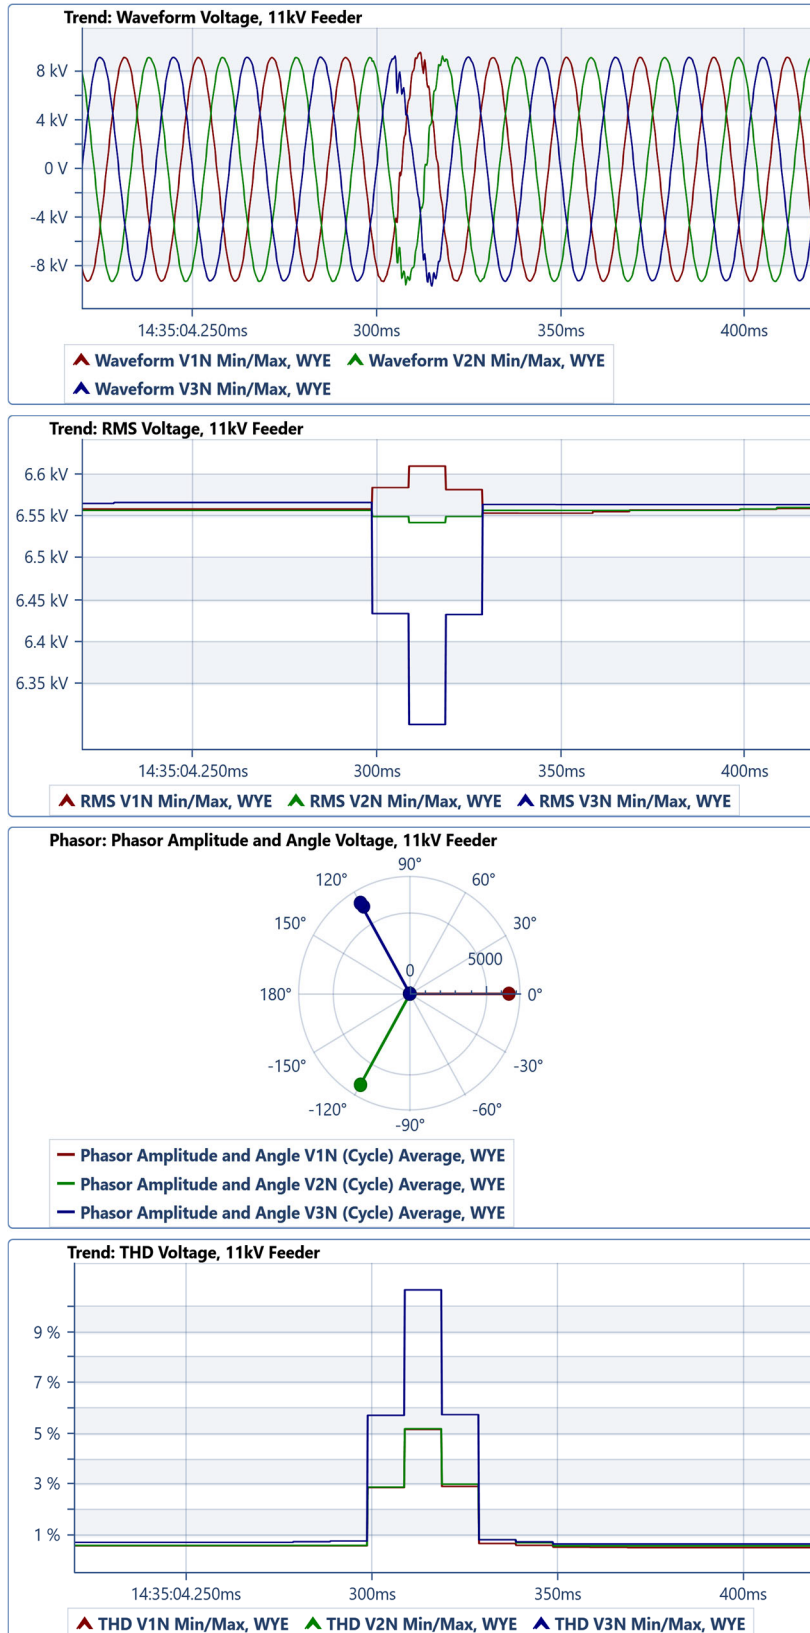 Trend: Waveform Voltage, 11kV Feeder
8 kV
4 kV
0 V
-4 kV
-8 kV
14:35:04.250ms 300ms 350ms 400ms
Waveform V1N Min/Max, WYE Waveform V2N Min/Max, WYE
Waveform V3N Min/Max, WYE
Trend: RMS Voltage, 11kV Feeder
6.6 kV
6.55 kV
6.5 kV
6.45 kV
6.4 kV
6.35 kV
14:35:04.250ms 300ms 350ms 400ms
RMS V1N Min/Max, WYE RMS V2N Min/Max, WYE RMS V3N Min/Max, WYE
Phasor: Phasor Amplitude and Angle Voltage, 11kV Feeder
90°
120° 60°
150° 30°
0 5000
180° 0°
-150° -30°
-120° -60°
-90°
Phasor Amplitude and Angle V1N (Cycle) Average, WYE
Phasor Amplitude and Angle V2N (Cycle) Average, WYE
Phasor Amplitude and Angle V3N (Cycle) Average, WYE
Trend: THD Voltage, 11kV Feeder
9 %
7 %
5 %
3 %
1 %
14:35:04.250ms 300ms 350ms 400ms
THD V1N Min/Max, WYE THD V2N Min/Max, WYE THD V3N Min/Max, WYE